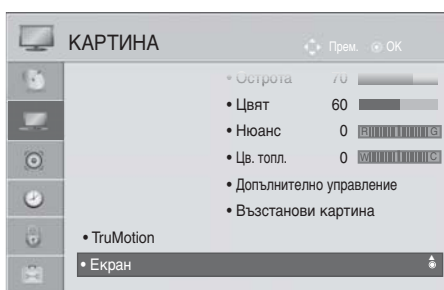 КАРТИНА
Прем. OK
• Острота 70
• Цвят 60
• Нюанс 0 R G
• Цв. топл. 0 W C
• Допълнително управление
• Възстанови картина
• TruMotion
• Екран